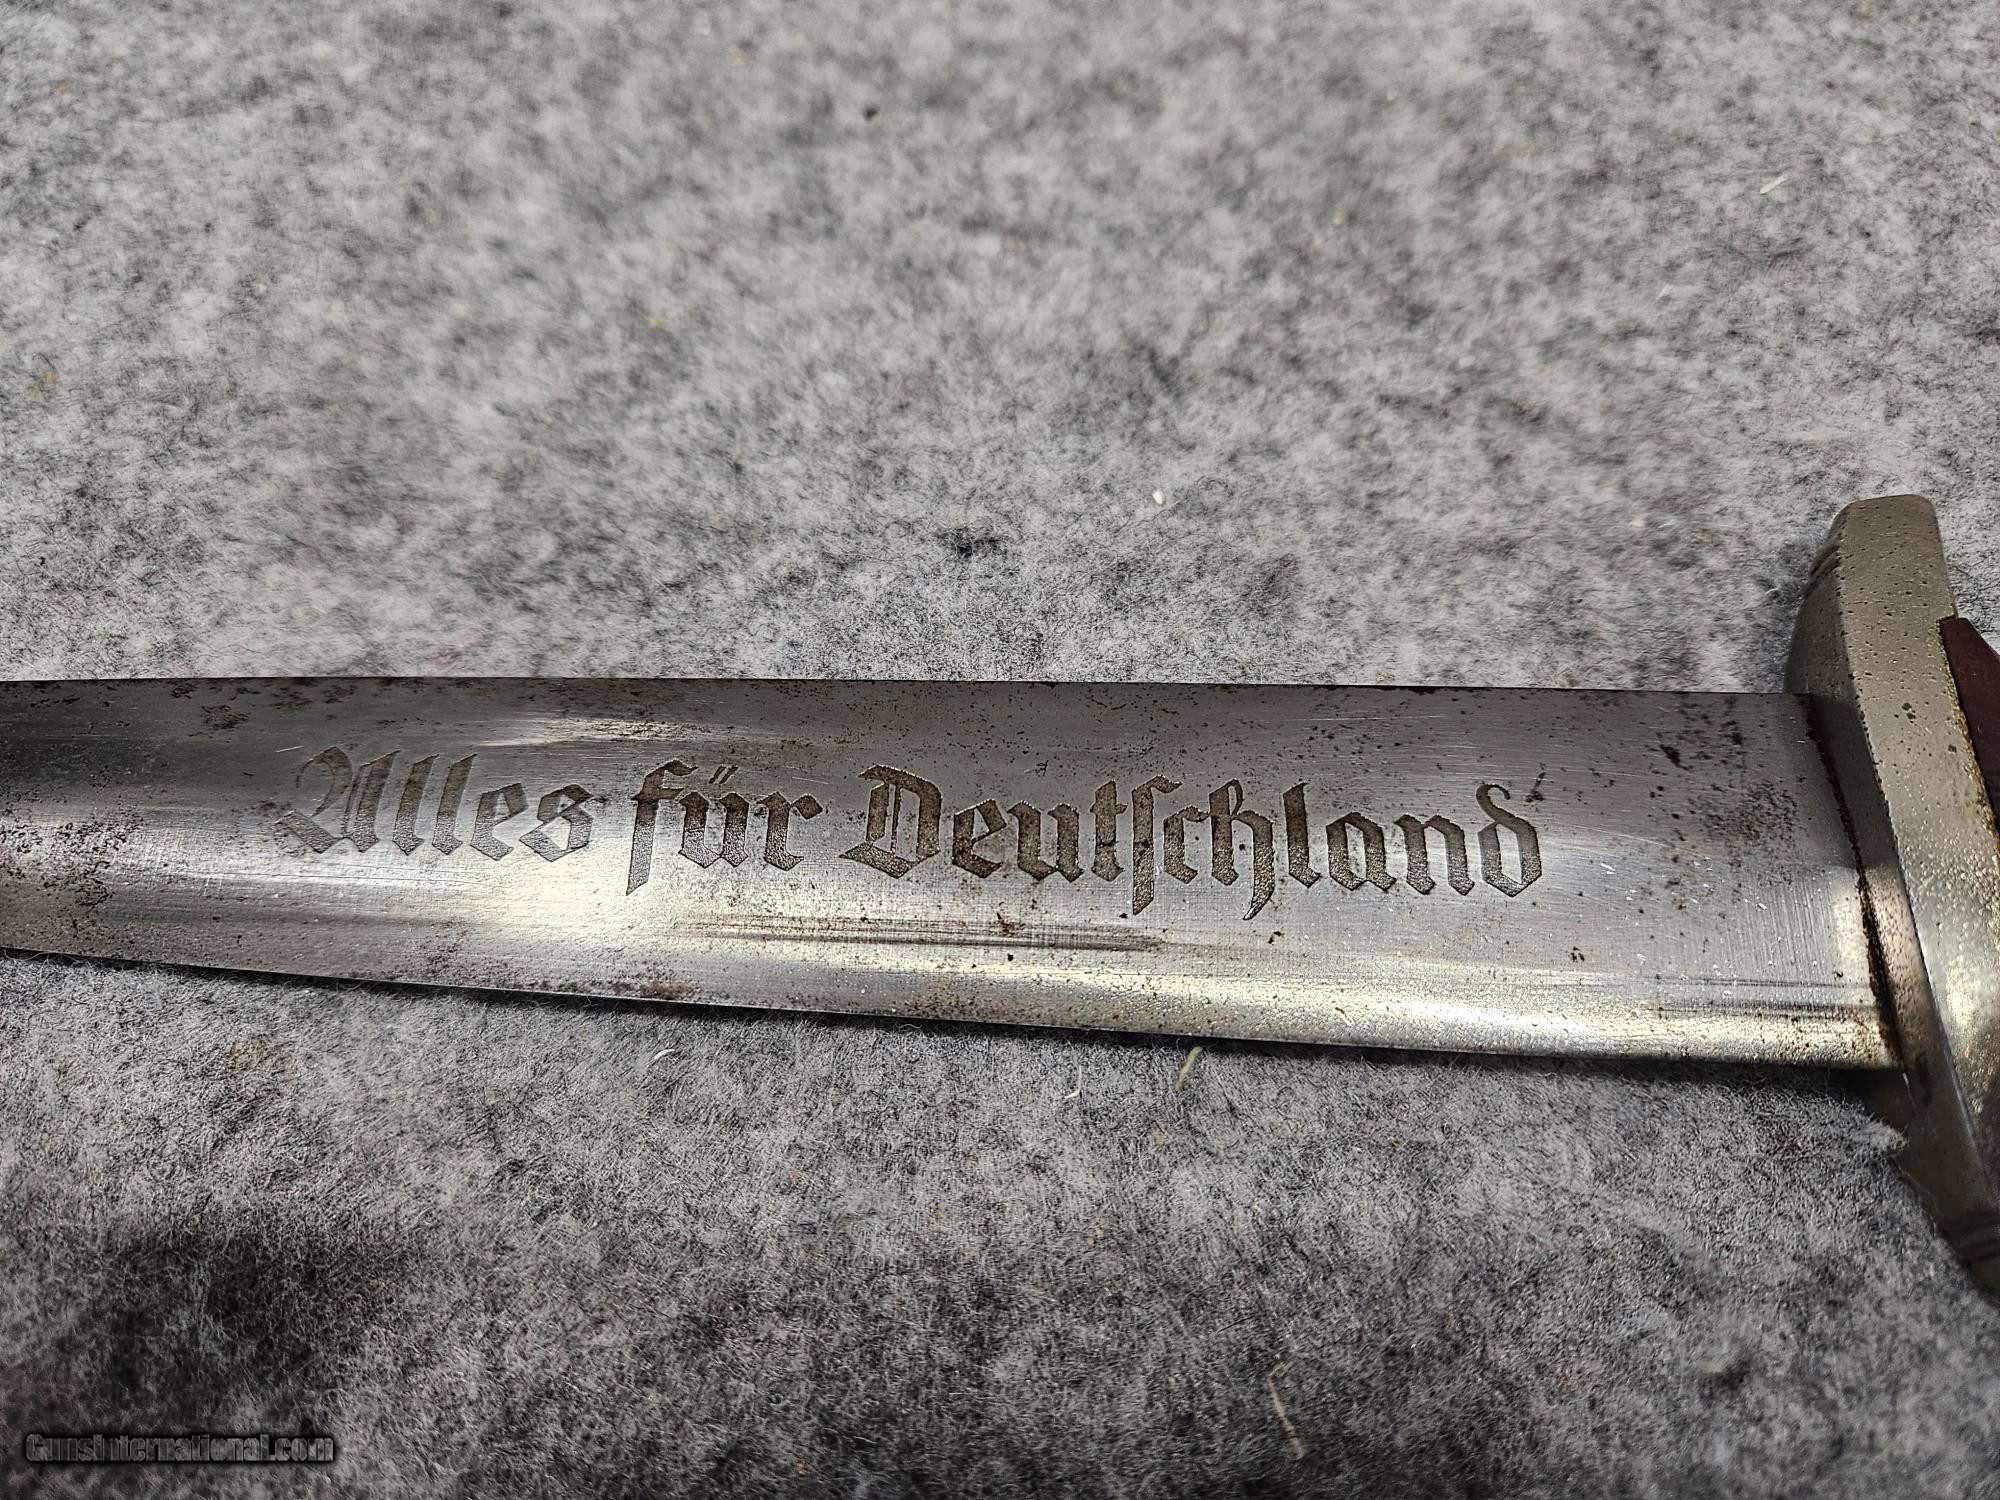 Alles für Deutſchland
GunsInternational.com